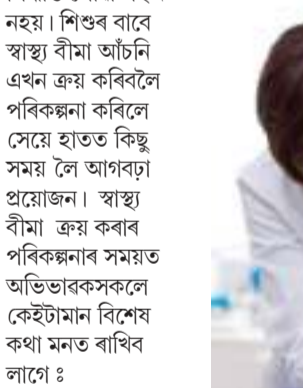 নহয়। শিশুৰ বাবে
স্বাস্থ্য বীমা আঁচনি
এখন ক্ৰয় কৰিবলৈ
পৰিকল্পনা কৰিলে
সেয়ে হাতত কিছু
সময় লৈ আগবঢ়া
প্ৰয়োজন। স্বাস্থ্য
বীমা ক্ৰয় কৰাৰ
পৰিকল্পনাৰ সময়ত
অভিভাৱকসকলে
কেইটামান বিশেষ
কথা মনত ৰাখিব
লাগে ঃ